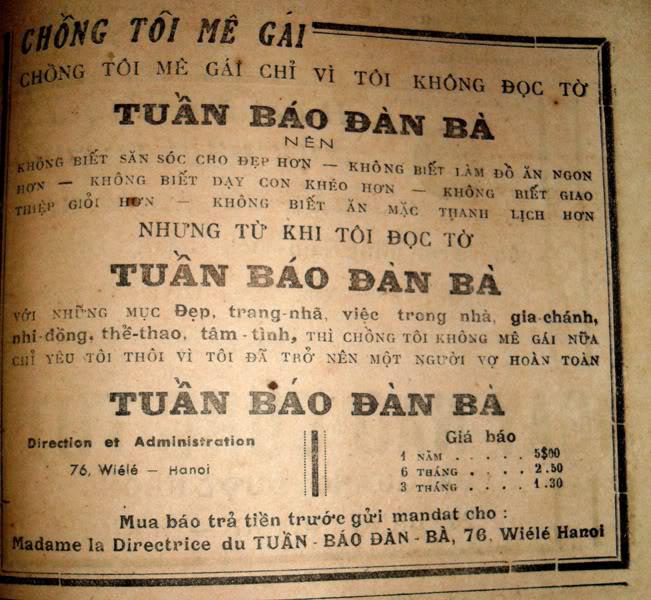 CHỒNG TÔI MÊ GÁI
CHỒNG TÔI MÊ GÁI CHỈ VÌ TÔI KHÔNG ĐỌC TỜ
TUẦN BÁO ĐÀN BÀ
NÊN
KHÔNG BIẾT SĂN SÓC CHO ĐẸP HƠN — KHÔNG BIẾT LÀM ĐỒ ĂN NGON
HƠN — KHÔNG BIẾT DẠY CON KHÉO HƠN — KHÔNG BIẾT GIAO
THIỆP GIỎI HƠN — KHÔNG BIẾT ĂN MẶC THANH LỊCH HƠN
NHƯNG TỪ KHI TÔI ĐỌC TỜ
TUẦN BÁO ĐÀN BÀ
VỚI NHỮNG MỤC Đẹp, trang-nhã, việc trong nhà, gia-chánh,
nhi-đồng, thể-thao, tâm-tình, THÌ CHỒNG TÔI KHÔNG MÊ GÁI NỮA
CHỈ YÊU TÔI THÔI VÌ TÔI ĐÃ TRỞ NÊN MỘT NGƯỜI VỢ HOÀN TOÀN
TUẦN BÁO ĐÀN BÀ
Direction et Administration
76, Wiélé — Hanoi
Giá báo
1 NĂM . . . . . 5$00
6 THÁNG . . . . 2.50
3 THÁNG . . . . 1.30
Mua báo trả tiền trước gửi mandat cho :
Madame la Directrice du TUẦN - BÁO ĐÀN - BÀ, 76, Wiélé Hanoi